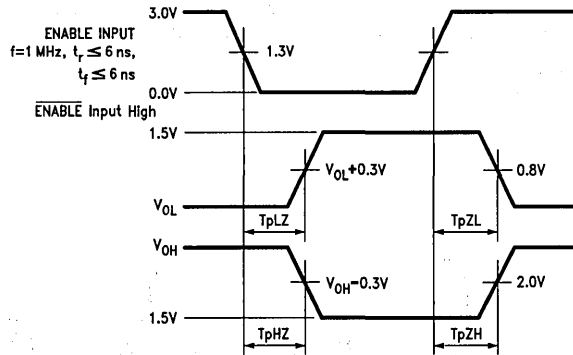 3.0V
ENABLE INPUT
f=1 MHz, tr ≤ 6 ns,
tf ≤ 6 ns
1.3V
0.0V
E̅N̅A̅B̅L̅E̅ Input High
1.5V
VOL+0.3V
0.8V
VOL
TpLZ
TpZL
VOH
VOH−0.3V
2.0V
1.5V
TpHZ
TpZH